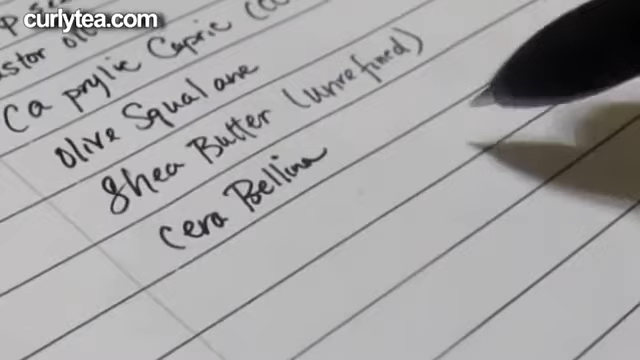 curlytea.com
Caprylic Capric
Olive Squalane
Shea Butter (unrefined)
Cera Bellina